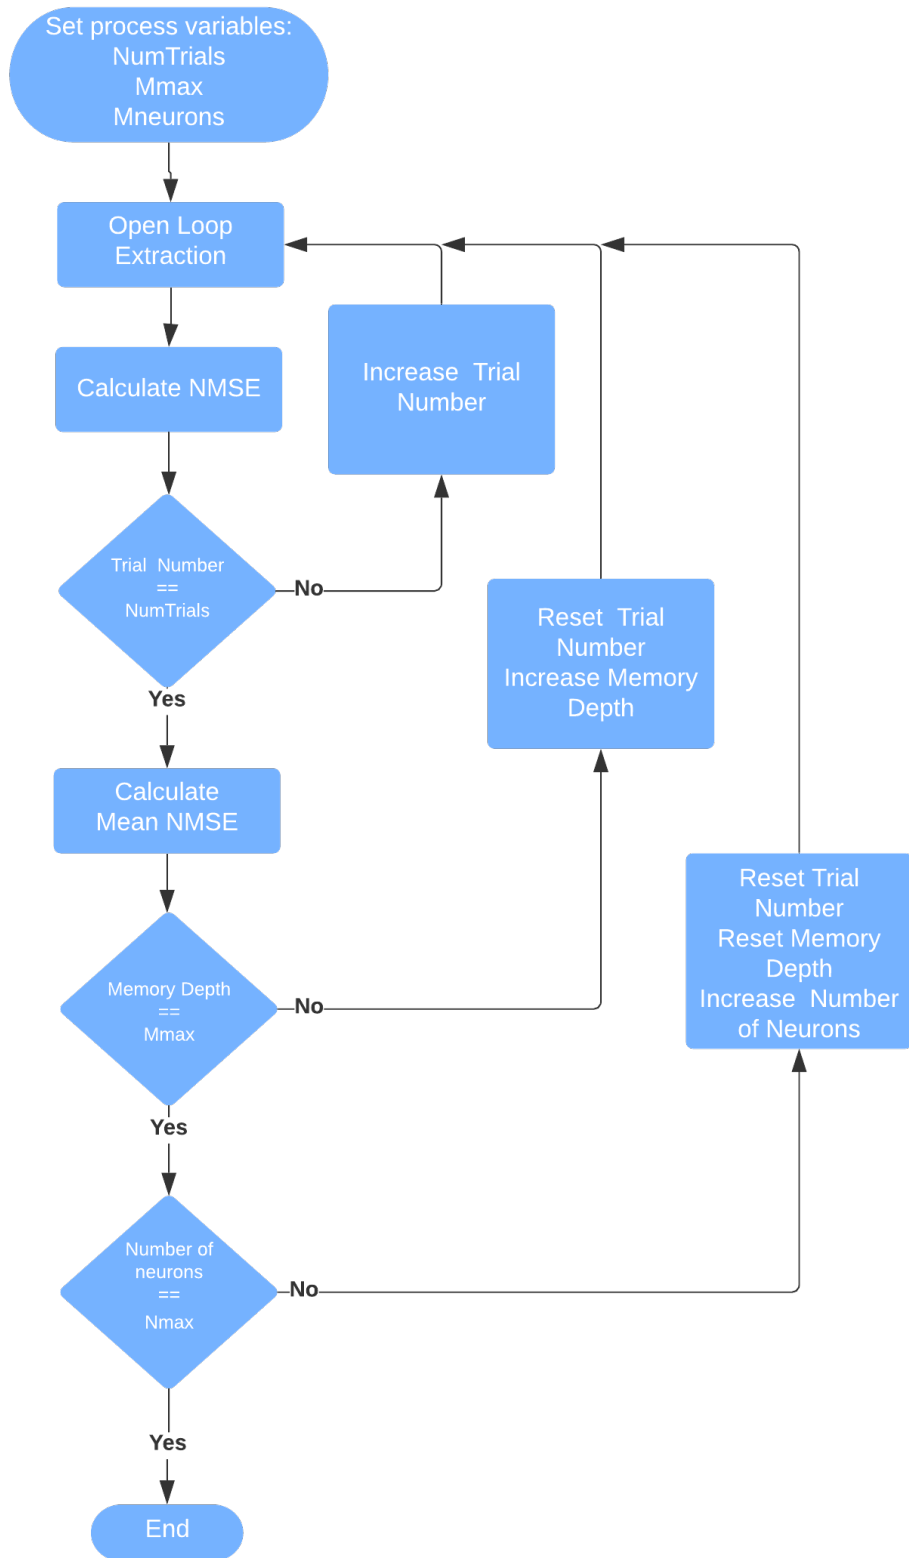 Set process variables:
NumTrials
Mmax
Mneurons
Open Loop
Extraction
Calculate NMSE
Increase  Trial
Number
Trial  Number
==
NumTrials
No
Reset  Trial
Number
Increase Memory
Depth
Yes
Calculate
Mean NMSE
Reset Trial
Number
Reset Memory
Depth
Increase  Number
of Neurons
Memory Depth
==
Mmax
No
Yes
Number of
neurons
==
Nmax
No
Yes
End